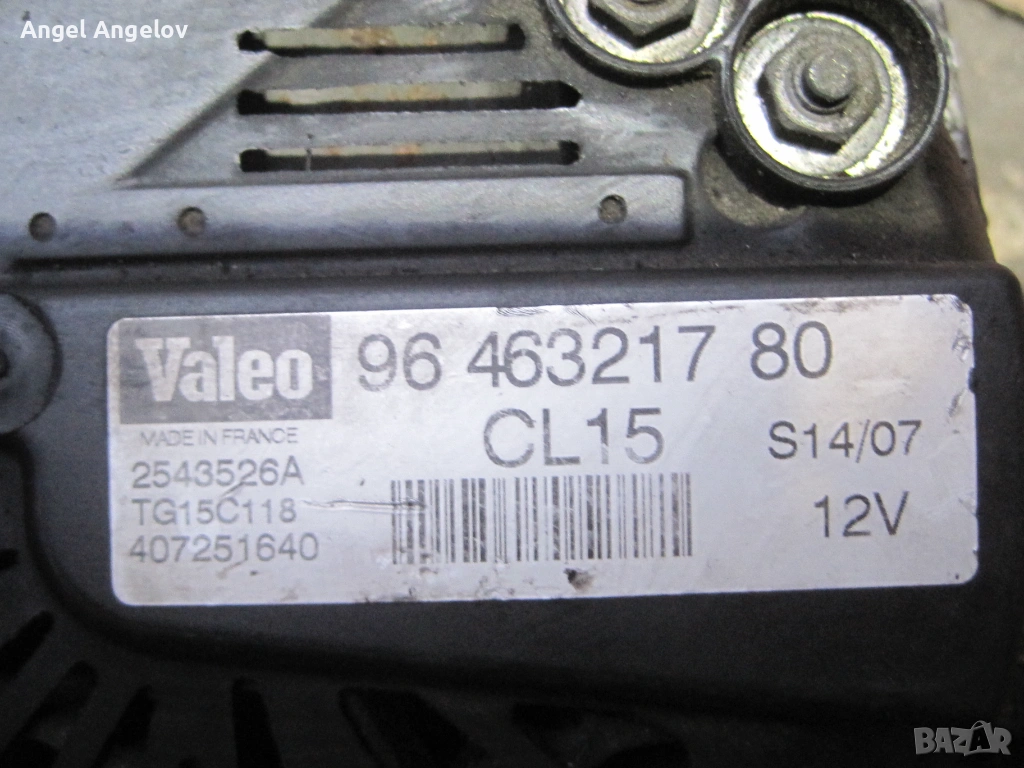 Angel Angelov
Valeo 96 463217 80
MADE IN FRANCE CL15 S14/07
2543526A
TG15C118 12V
407251640
BAZAR